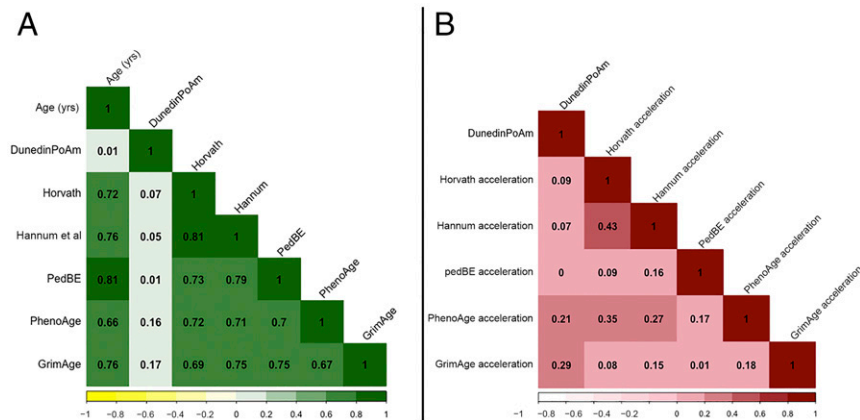 A
Age (yrs)
DunedinPoAm
Horvath
Hannum
PedBE
PhenoAge
GrimAge
Age (yrs) 1
DunedinPoAm 0.01 1
Horvath 0.72 0.07 1
Hannum et al 0.76 0.05 0.81 1
PedBE 0.81 0.01 0.73 0.79 1
PhenoAge 0.66 0.16 0.72 0.71 0.7 1
GrimAge 0.76 0.17 0.69 0.75 0.75 0.67 1
−1 −0.8 −0.6 −0.4 −0.2 0 0.2 0.4 0.6 0.8 1
B
DunedinPoAm
Horvath acceleration
Hannum acceleration
PedBE acceleration
PhenoAge acceleration
GrimAge acceleration
DunedinPoAm 1
Horvath acceleration 0.09 1
Hannum acceleration 0.07 0.43 1
pedBE acceleration 0 0.09 0.16 1
PhenoAge acceleration 0.21 0.35 0.27 0.17 1
GrimAge acceleration 0.29 0.08 0.15 0.01 0.18 1
−1 −0.8 −0.6 −0.4 −0.2 0 0.2 0.4 0.6 0.8 1